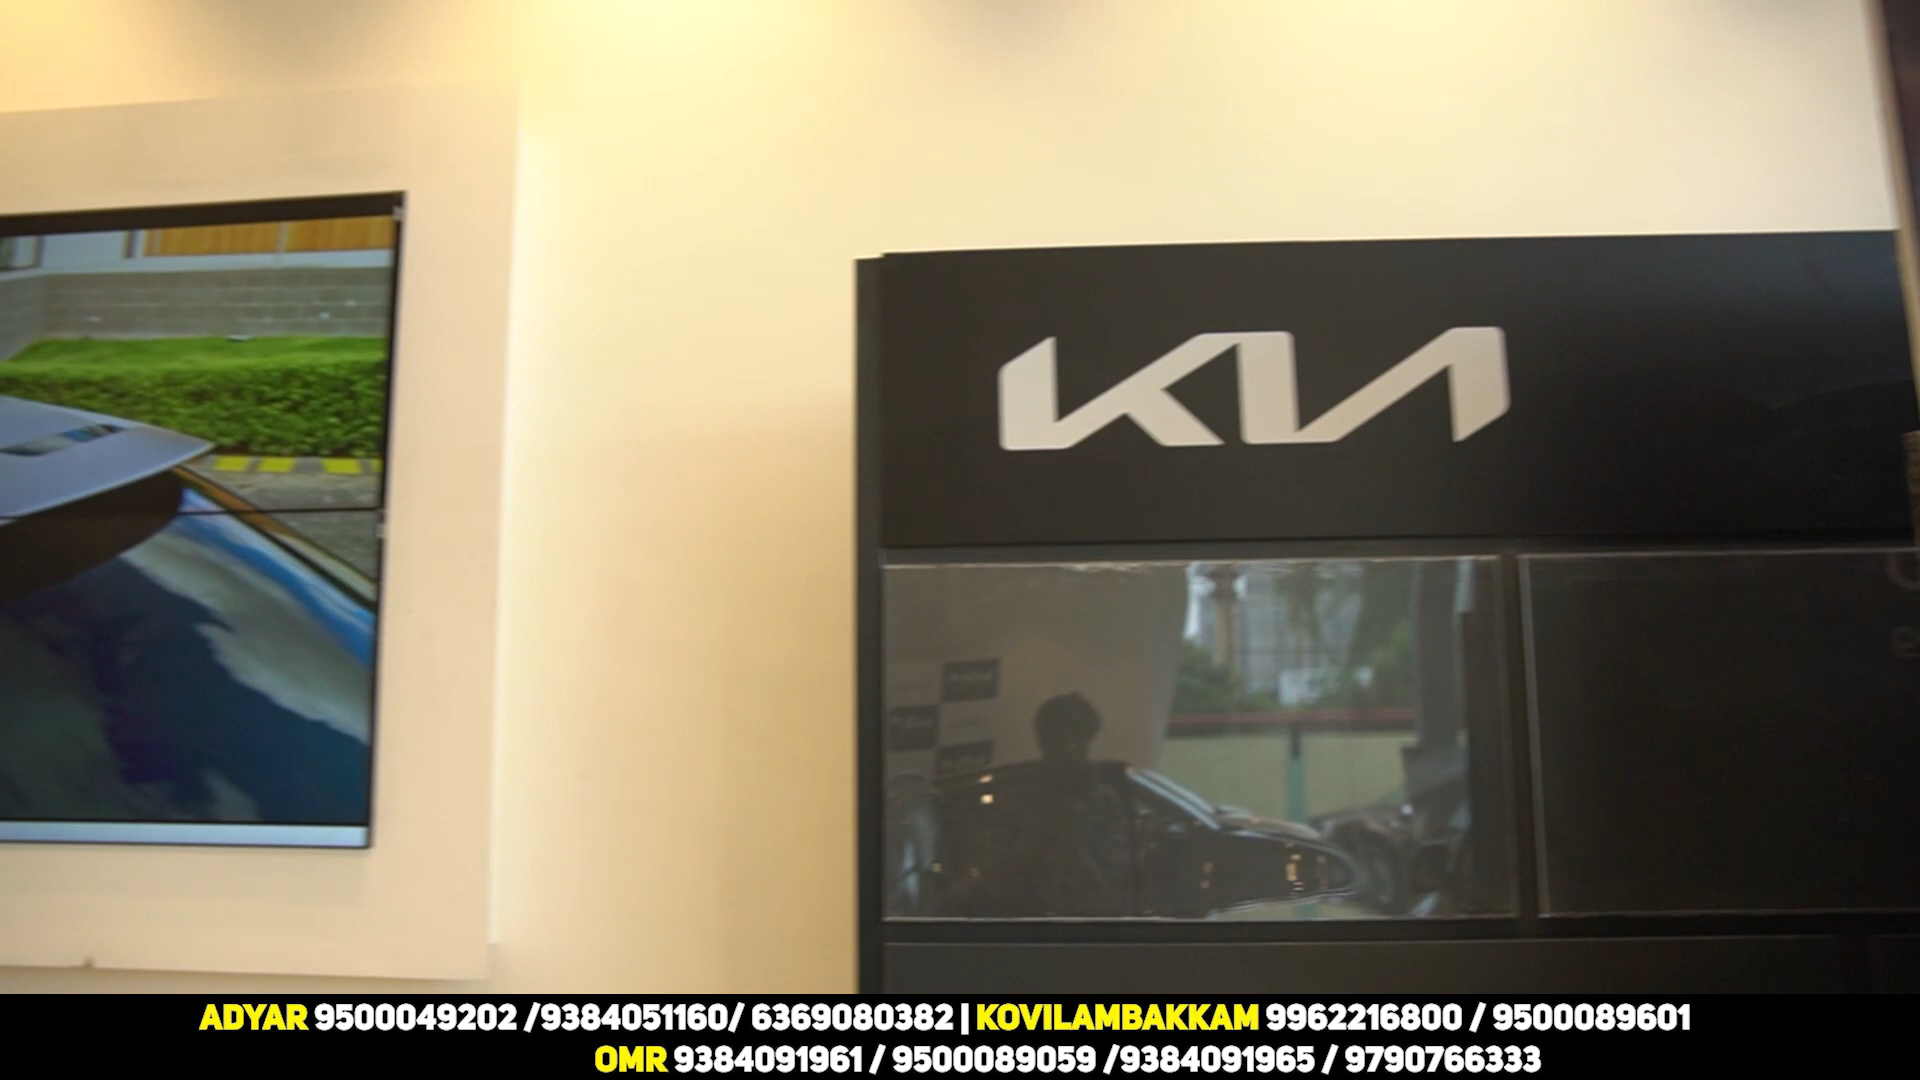 KIA
ADYAR 9500049202 /9384051160/ 6369080382 | KOVILAMBAKKAM 9962216800 / 9500089601
OMR 9384091961 / 9500089059 /9384091965 / 9790766333